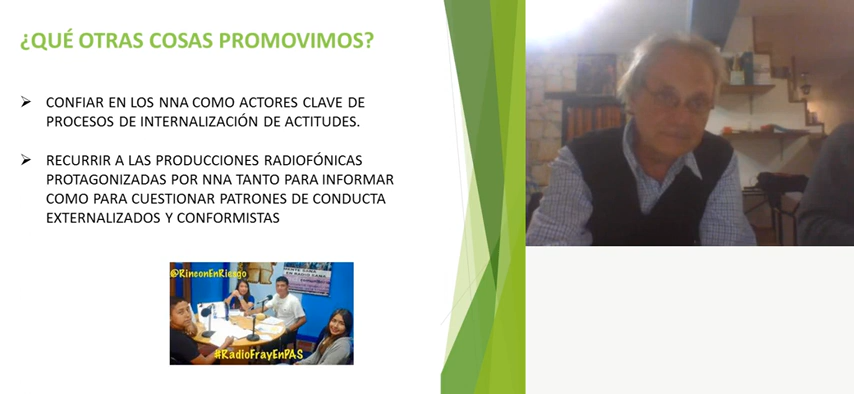 ¿QUÉ OTRAS COSAS PROMOVIMOS?
➢ CONFIAR EN LOS NNA COMO ACTORES CLAVE DE
PROCESOS DE INTERNALIZACIÓN DE ACTITUDES.
➢ RECURRIR A LAS PRODUCCIONES RADIOFÓNICAS
PROTAGONIZADAS POR NNA TANTO PARA INFORMAR
COMO PARA CUESTIONAR PATRONES DE CONDUCTA
EXTERNALIZADOS Y CONFORMISTAS
@RinconEnRiesgo
#RadioFrayEnPAS